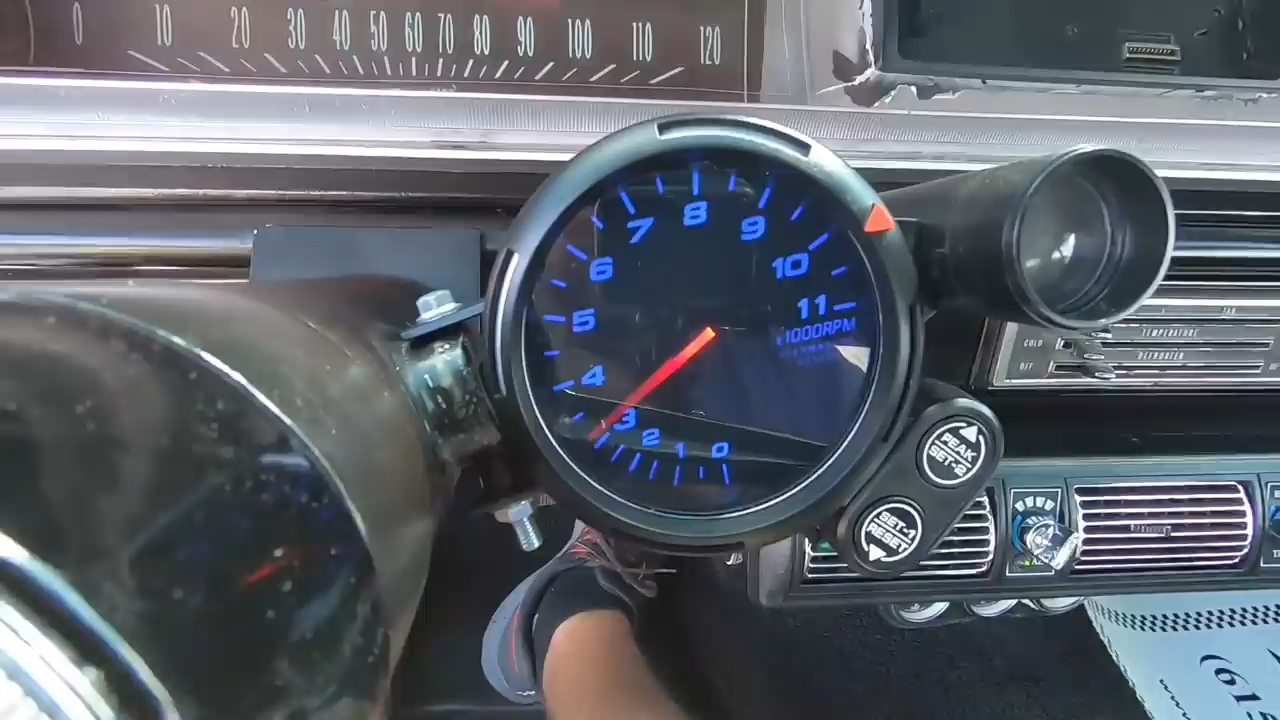 0 10 20 30 40 50 60 70 80 90 100 110 120
0 1 2 3 4 5 6 7 8 9 10 11
x1000RPM
PEAK
SET-2
SET-1
RESET
TEMPERATURE
COLD
DEFROSTER
OFF
(614